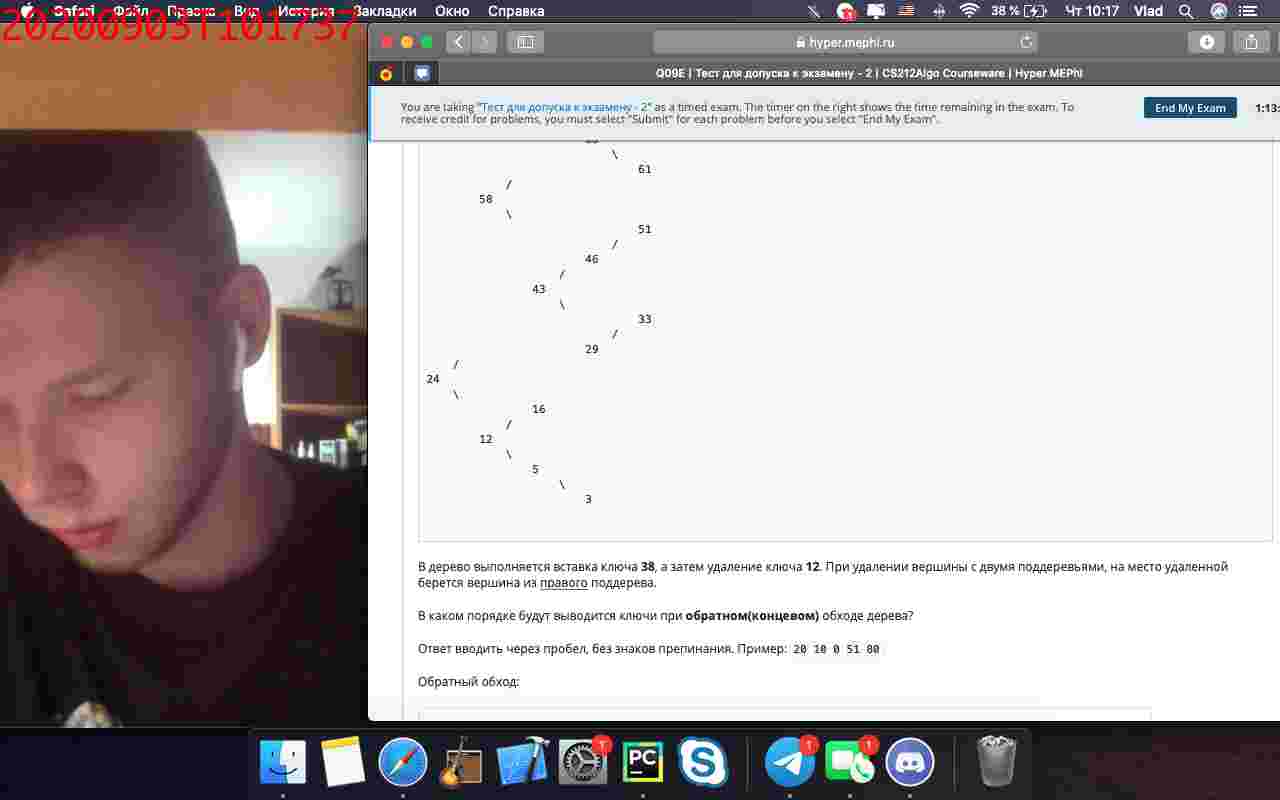 20200903T101737
Safari Файл Правка Вид История Закладки Окно Справка 38 % Чт 10:17 Vlad
hyper.mephi.ru
Q09E | Тест для допуска к экзамену - 2 | CS212Algo Courseware | Hyper.MEPhI
You are taking "Тест для допуска к экзамену - 2" as a timed exam. The timer on the right shows the time remaining in the exam. To
receive credit for problems, you must select "Submit" for each problem before you select "End My Exam".
End My Exam
1:13:
\
61
/
58
\
51
/
46
/
43
\
33
/
29
/
24
\
16
/
12
\
5
\
3
В дерево выполняется вставка ключа 38, а затем удаление ключа 12. При удалении вершины с двумя поддеревьями, на место удаленной
берется вершина из правого поддерева.
В каком порядке будут выводится ключи при обратном(концевом) обходе дерева?
Ответ вводить через пробел, без знаков препинания. Пример: 20 10 0 51 80
Обратный обход:
PC
1
1
1